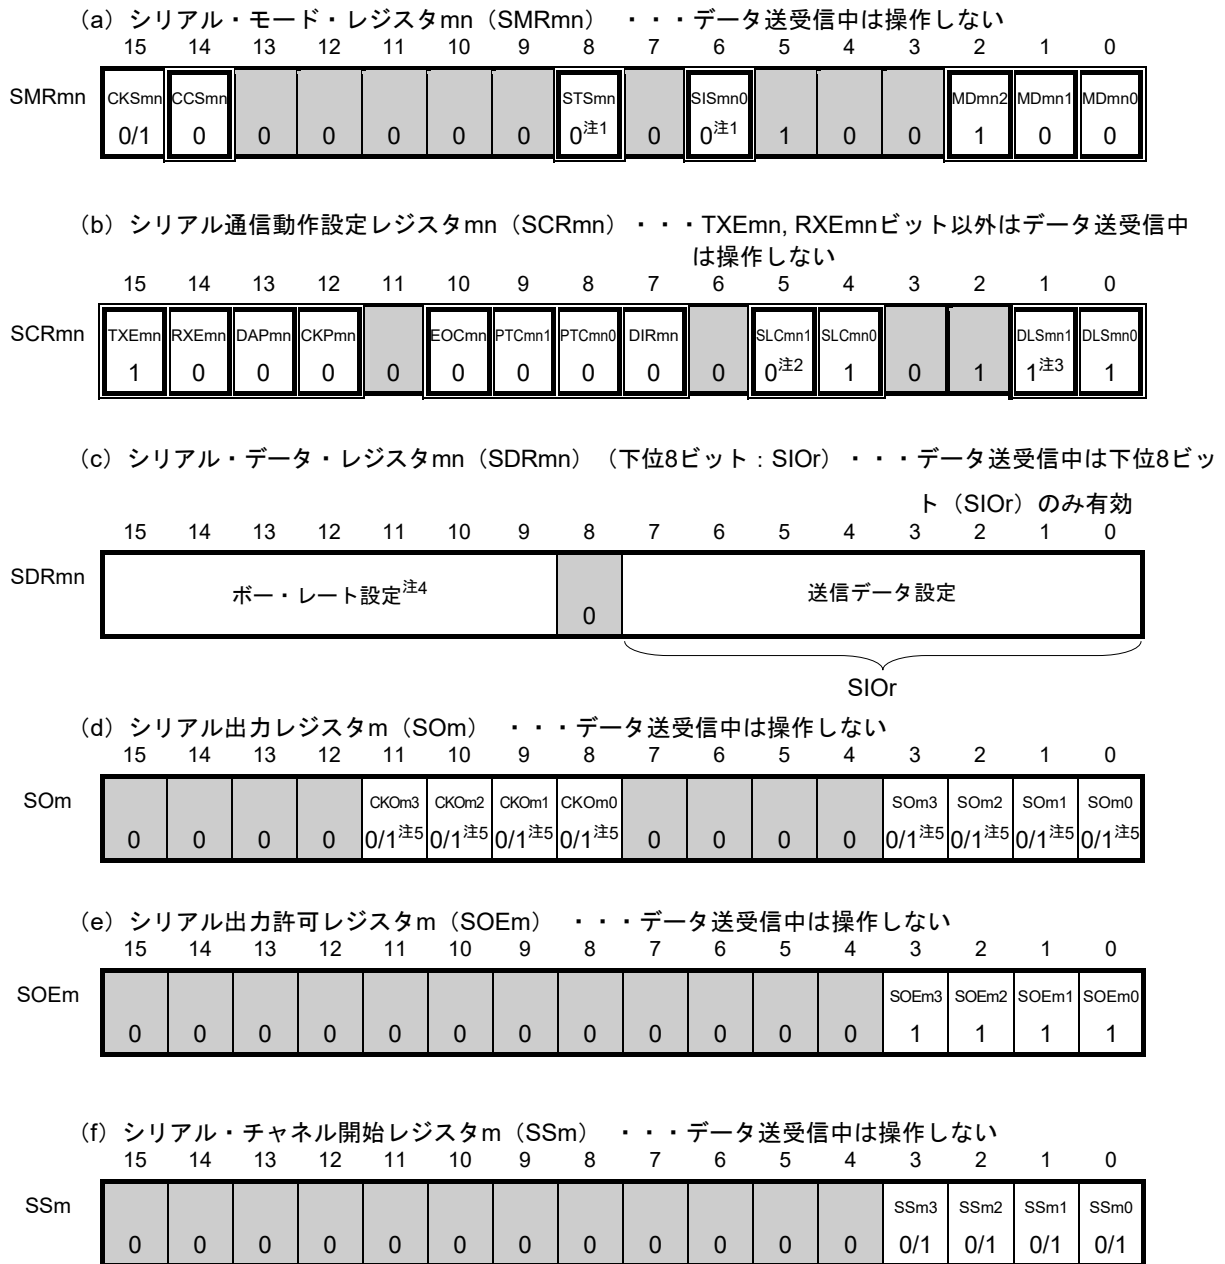 (a) シリアル・モード・レジスタmn（SMRmn） ・・・データ送受信中は操作しない
15 14 13 12 11 10 9 8 7 6 5 4 3 2 1 0
SMRmn CKSmn CCSmn STSmn SISmn0 MDmn2 MDmn1 MDmn0
0/1 0 0 0 0 0 0 0注1 0 0注1 1 0 0 1 0 0
(b) シリアル通信動作設定レジスタmn（SCRmn） ・・・TXEmn, RXEmnビット以外はデータ送受信中
は操作しない
15 14 13 12 11 10 9 8 7 6 5 4 3 2 1 0
SCRmn TXEmn RXEmn DAPmn CKPmn EOCmn PTCmn1 PTCmn0 DIRmn SLCmn1 SLCmn0 DLSmn1 DLSmn0
1 0 0 0 0 0 0 0 0 0 0注2 1 0 1 1注3 1
(c) シリアル・データ・レジスタmn（SDRmn）（下位8ビット：SIOr）・・・データ送受信中は下位8ビッ
ト（SIOr）のみ有効
15 14 13 12 11 10 9 8 7 6 5 4 3 2 1 0
SDRmn ボー・レート設定注4 0 送信データ設定
SIOr
(d) シリアル出力レジスタm（SOm） ・・・データ送受信中は操作しない
15 14 13 12 11 10 9 8 7 6 5 4 3 2 1 0
SOm CKOm3 CKOm2 CKOm1 CKOm0 SOm3 SOm2 SOm1 SOm0
0 0 0 0 0/1注5 0/1注5 0/1注5 0/1注5 0 0 0 0 0/1注5 0/1注5 0/1注5 0/1注5
(e) シリアル出力許可レジスタm（SOEm） ・・・データ送受信中は操作しない
15 14 13 12 11 10 9 8 7 6 5 4 3 2 1 0
SOEm SOEm3 SOEm2 SOEm1 SOEm0
0 0 0 0 0 0 0 0 0 0 0 0 1 1 1 1
(f) シリアル・チャネル開始レジスタm（SSm） ・・・データ送受信中は操作しない
15 14 13 12 11 10 9 8 7 6 5 4 3 2 1 0
SSm SSm3 SSm2 SSm1 SSm0
0 0 0 0 0 0 0 0 0 0 0 0 0/1 0/1 0/1 0/1